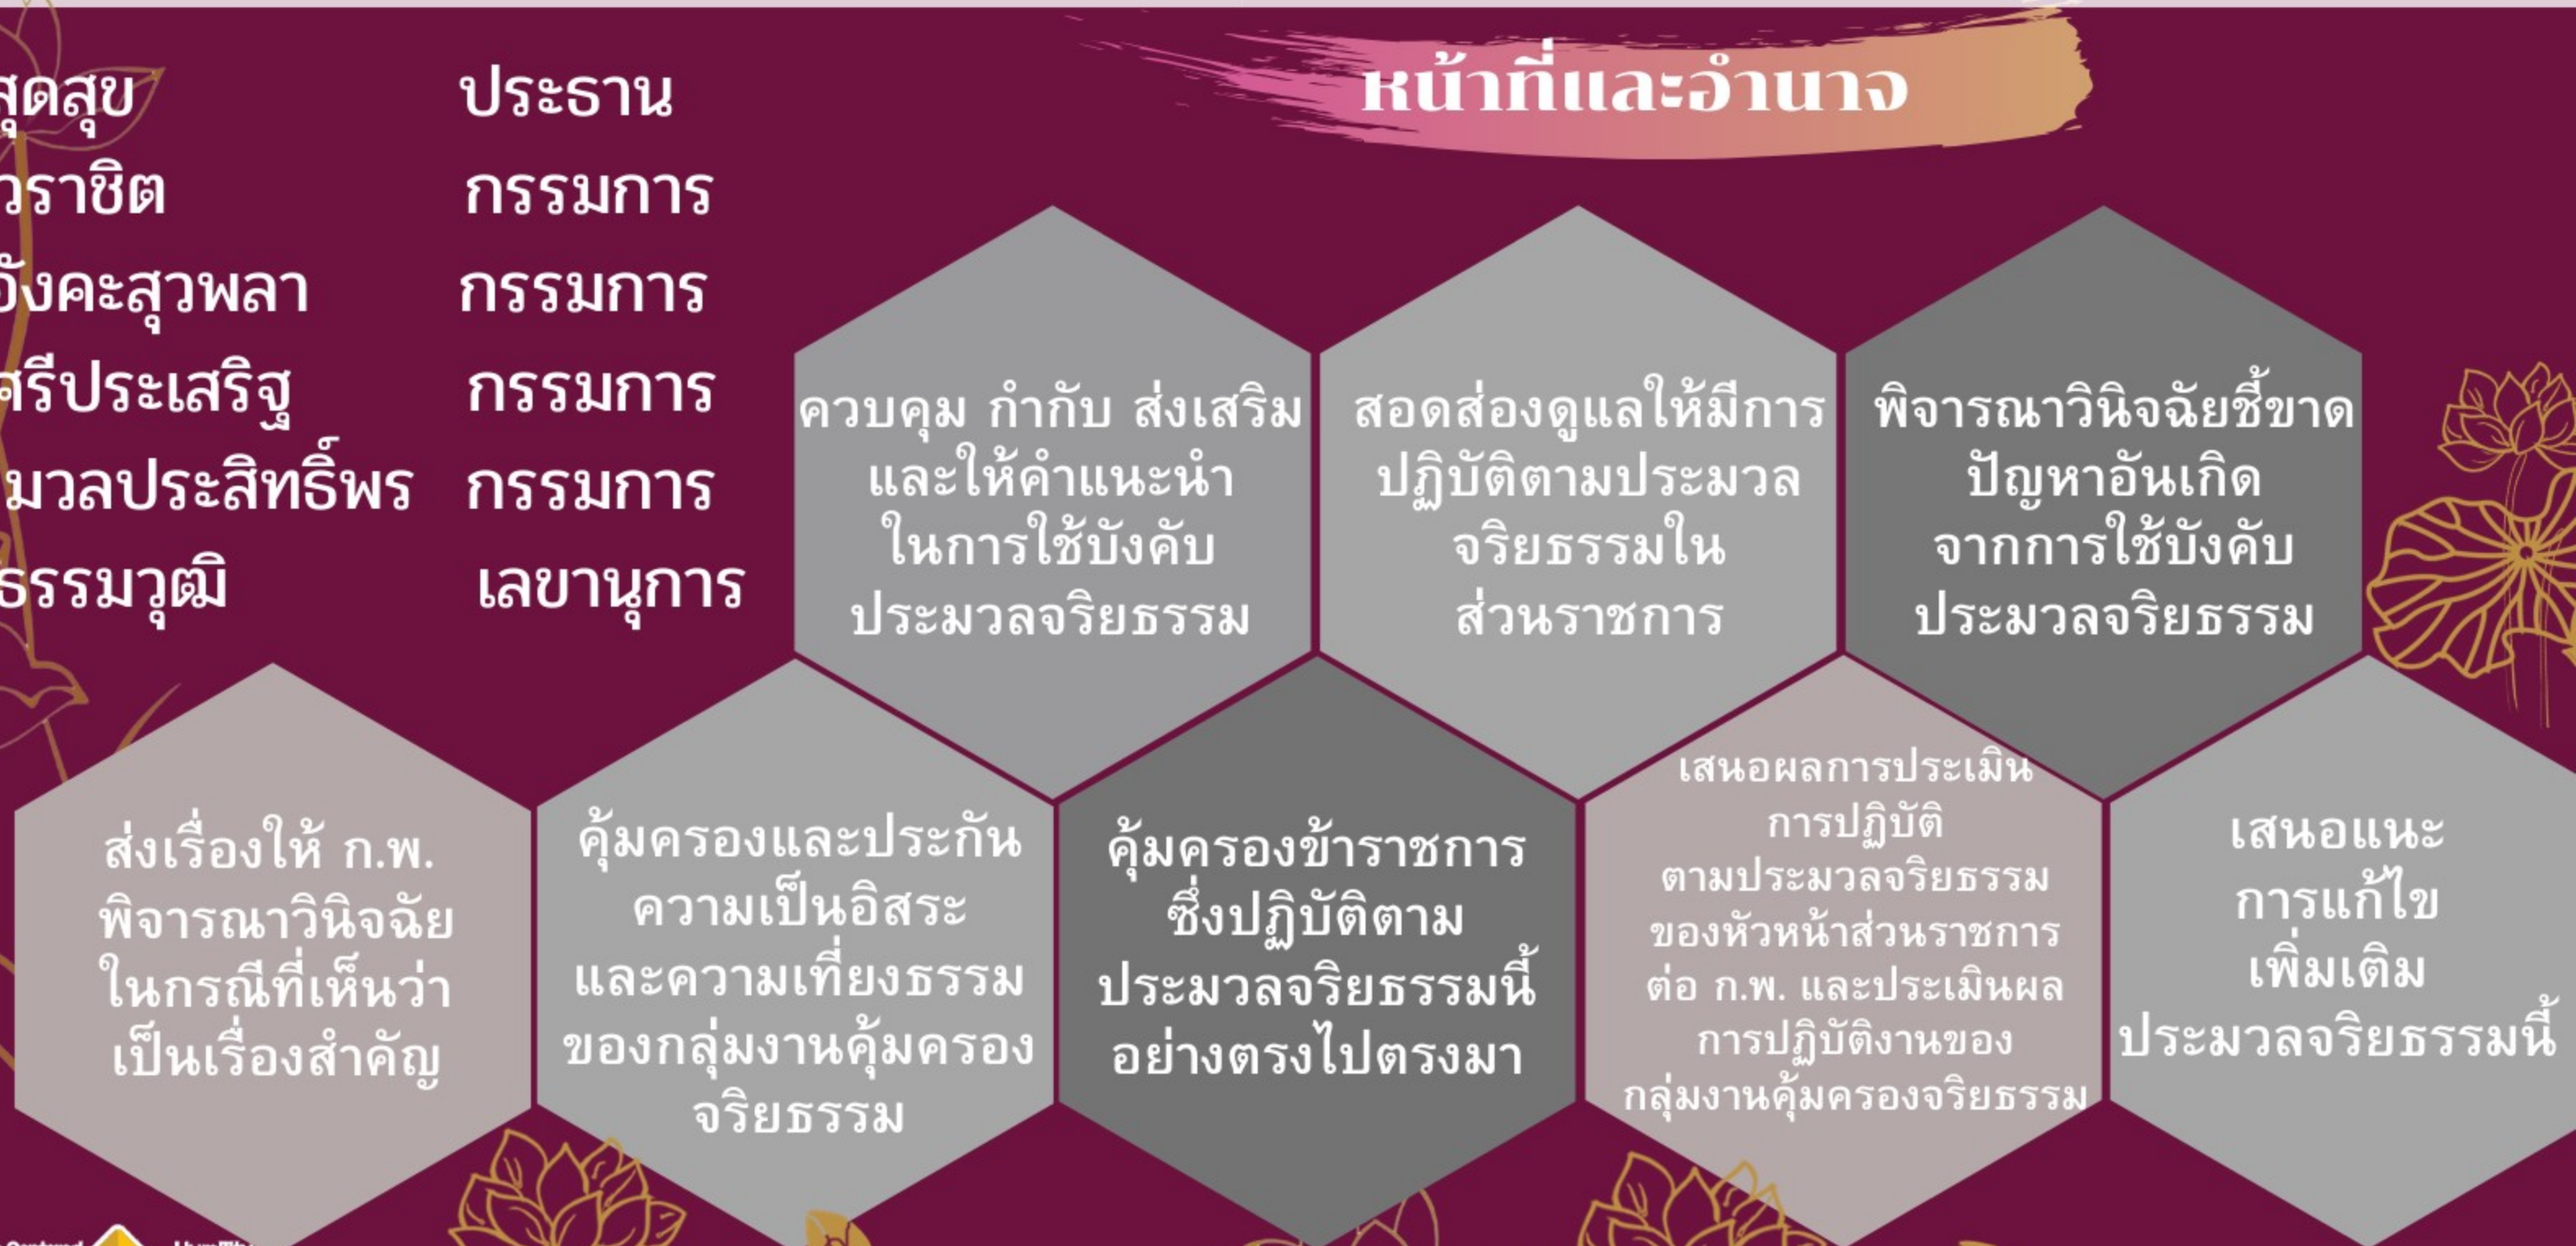 หน้าที่และอำนาจ
สุดสุข ประธาน
วราชิต กรรมการ
อังคะสุวพลา กรรมการ
ศรีประเสริฐ กรรมการ
มวลประสิทธิ์พร กรรมการ
ธรรมวุฒิ เลขานุการ
ควบคุม กำกับ ส่งเสริม
และให้คำแนะนำ
ในการใช้บังคับ
ประมวลจริยธรรม
สอดส่องดูแลให้มีการ
ปฏิบัติตามประมวล
จริยธรรมใน
ส่วนราชการ
พิจารณาวินิจฉัยชี้ขาด
ปัญหาอันเกิด
จากการใช้บังคับ
ประมวลจริยธรรม
ส่งเรื่องให้ ก.พ.
พิจารณาวินิจฉัย
ในกรณีที่เห็นว่า
เป็นเรื่องสำคัญ
คุ้มครองและประกัน
ความเป็นอิสระ
และความเที่ยงธรรม
ของกลุ่มงานคุ้มครอง
จริยธรรม
คุ้มครองข้าราชการ
ซึ่งปฏิบัติตาม
ประมวลจริยธรรมนี้
อย่างตรงไปตรงมา
เสนอผลการประเมิน
การปฏิบัติ
ตามประมวลจริยธรรม
ของหัวหน้าส่วนราชการ
ต่อ ก.พ. และประเมินผล
การปฏิบัติงานของ
กลุ่มงานคุ้มครองจริยธรรม
เสนอแนะ
การแก้ไข
เพิ่มเติม
ประมวลจริยธรรมนี้